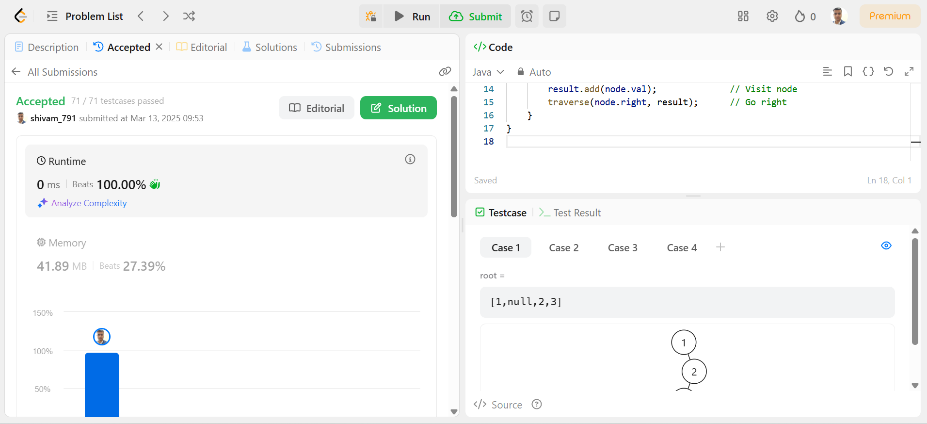 Problem List
Run
Submit
0
Premium
Description
Accepted
Editorial
Solutions
Submissions
All Submissions
Accepted 71 / 71 testcases passed
shivam_791 submitted at Mar 13, 2025 09:53
Editorial
Solution
Runtime
0 ms | Beats 100.00%
Analyze Complexity
Memory
41.89 MB | Beats 27.39%
150%
100%
50%
</> Code
Java
Auto
14 result.add(node.val); // Visit node
15 traverse(node.right, result); // Go right
16 }
17 }
18
Saved
Ln 18, Col 1
Testcase
>_ Test Result
Case 1
Case 2
Case 3
Case 4
+
root =
[1,null,2,3]
1
2
</> Source